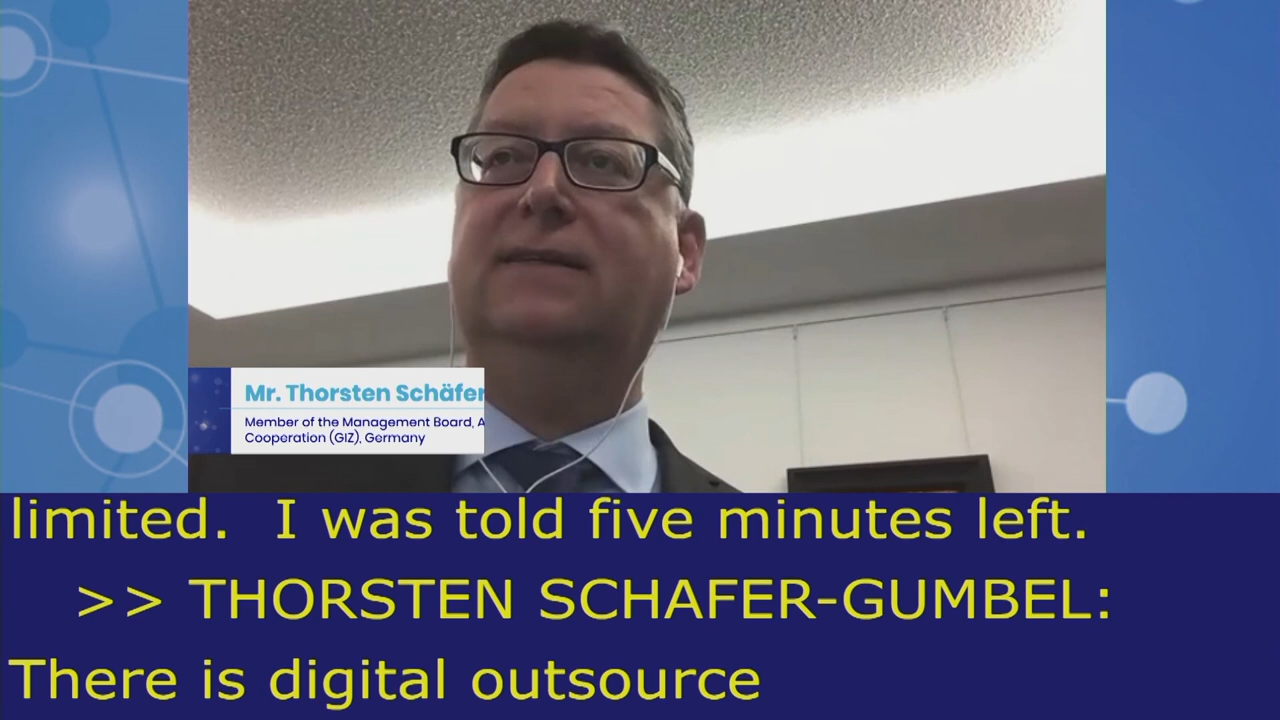 Mr. Thorsten Schäfer
Member of the Management Board, A
Cooperation (GIZ), Germany
limited. I was told five minutes left.
>> THORSTEN SCHAFER-GUMBEL:
There is digital outsource